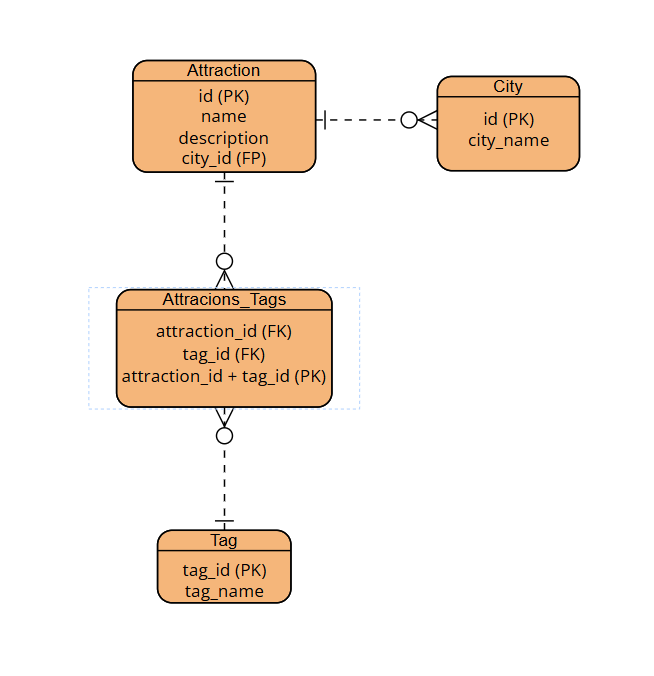 Attraction
id (PK)
name
description
city_id (FP)
City
id (PK)
city_name
Attracions_Tags
attraction_id (FK)
tag_id (FK)
attraction_id + tag_id (PK)
Tag
tag_id (PK)
tag_name